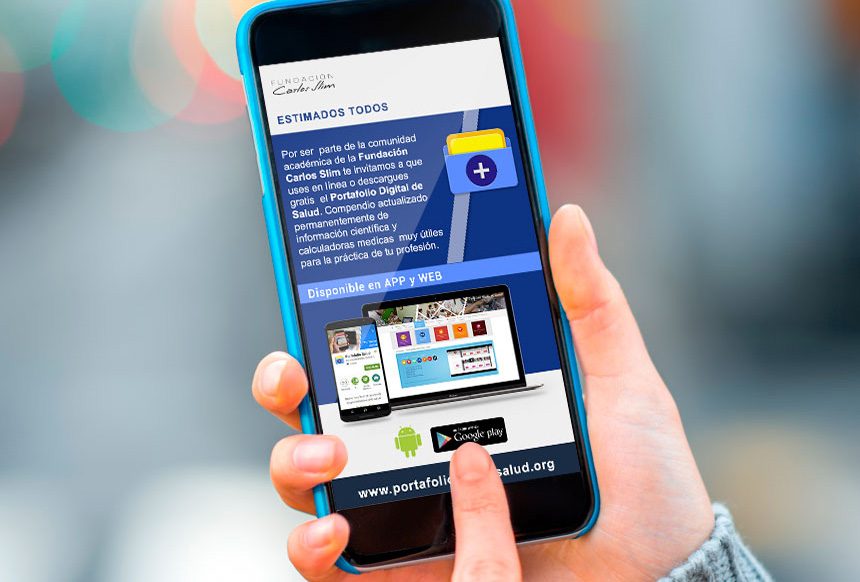 FUNDACIÓN
Carlos Slim
ESTIMADOS TODOS
Por ser parte de la comunidad
académica de la Fundación
Carlos Slim te invitamos a que
uses en línea o descargues
gratis el Portafolio Digital de
Salud. Compendio actualizado
permanentemente de
información científica y
calculadoras medicas muy útiles
para la práctica de tu profesión.
Disponible en APP y WEB
Google play
www.portafolio salud.org